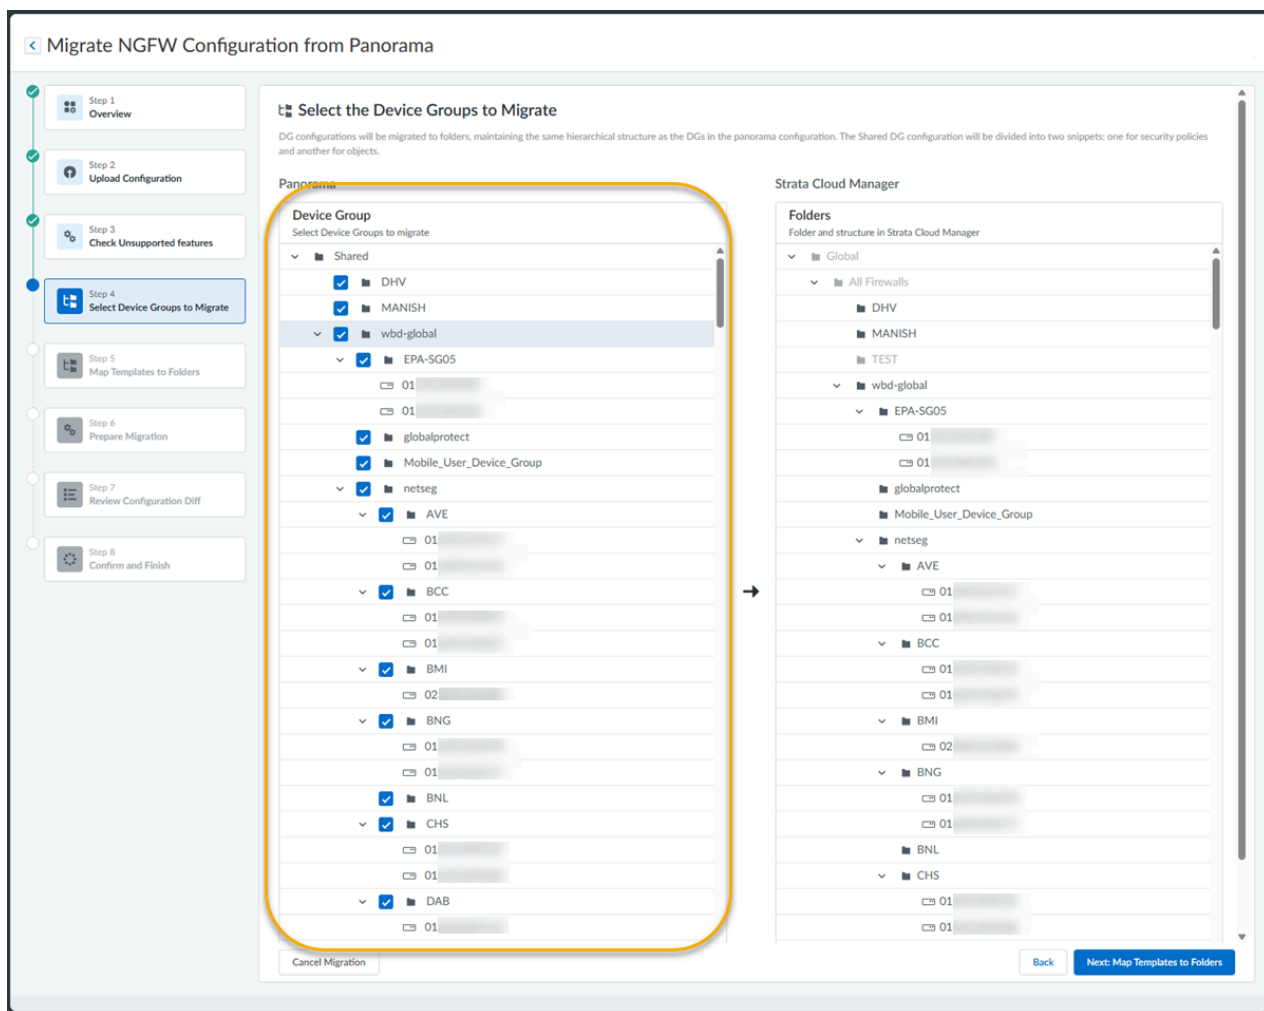 Migrate NGFW Configuration from Panorama
Step 1
Overview
Step 2
Upload Configuration
Step 3
Check Unsupported features
Step 4
Select Device Groups to Migrate
Step 5
Map Templates to Folders
Step 6
Prepare Migration
Step 7
Review Configuration Diff
Step 8
Confirm and Finish
Select the Device Groups to Migrate
DG configurations will be migrated to folders, maintaining the same hierarchical structure as the DGs in the panorama configuration. The Shared DG configuration will be divided into two snippets: one for security policies
and another for objects.
Panorama
Device Group
Select Device Groups to migrate
Shared
DHV
MANISH
wbd-global
EPA-SG05
01
01
globalprotect
Mobile_User_Device_Group
netseg
AVE
01
01
BCC
01
01
BMI
02
BNG
01
01
BNL
CHS
01
01
DAB
01
Strata Cloud Manager
Folders
Folder and structure in Strata Cloud Manager
Global
All Firewalls
DHV
MANISH
TEST
wbd-global
EPA-SG05
01
01
globalprotect
Mobile_User_Device_Group
netseg
AVE
01
01
BCC
01
01
BMI
02
BNG
01
01
BNL
CHS
01
01
Cancel Migration
Back
Next: Map Templates to Folders